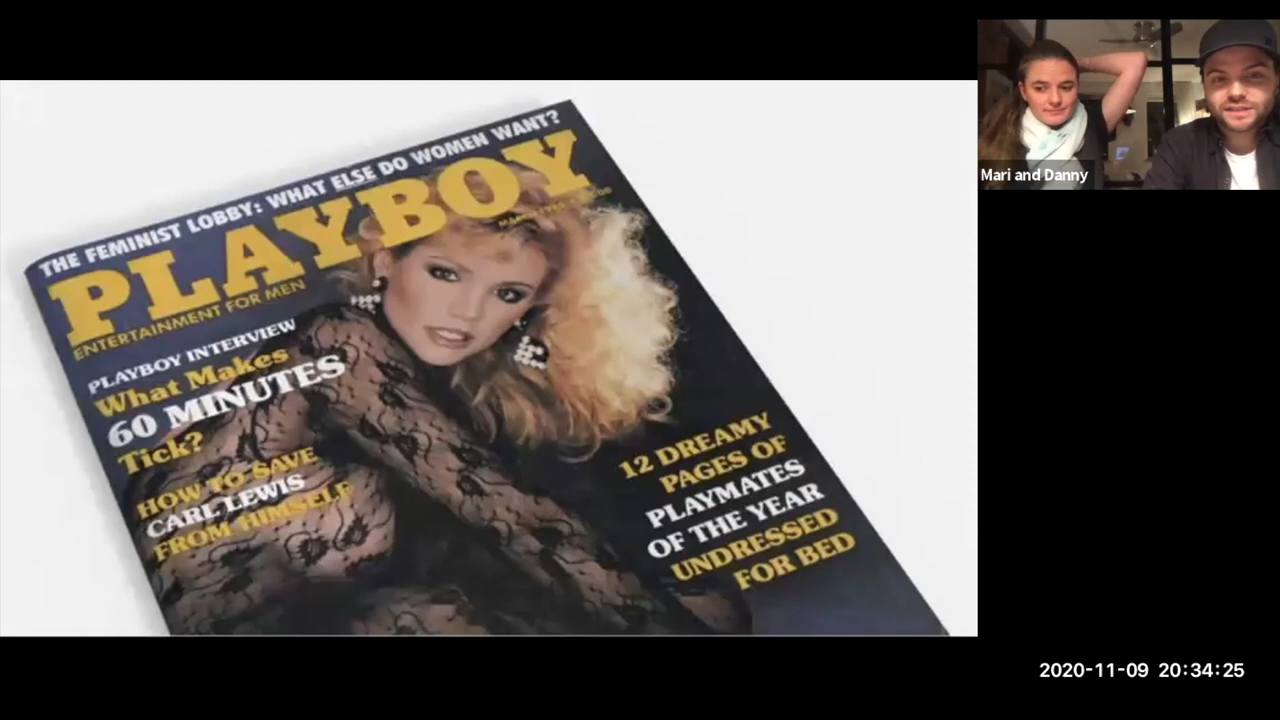 THE FEMINIST LOBBY: WHAT ELSE DO WOMEN WANT?
PLAYBOY
ENTERTAINMENT FOR MEN
PLAYBOY INTERVIEW
What Makes
60 MINUTES
Tick?
HOW TO SAVE
CARL LEWIS
FROM HIMSELF
12 DREAMY
PAGES OF
PLAYMATES
OF THE YEAR
UNDRESSED
FOR BED
Mari and Danny
2020-11-09 20:34:25